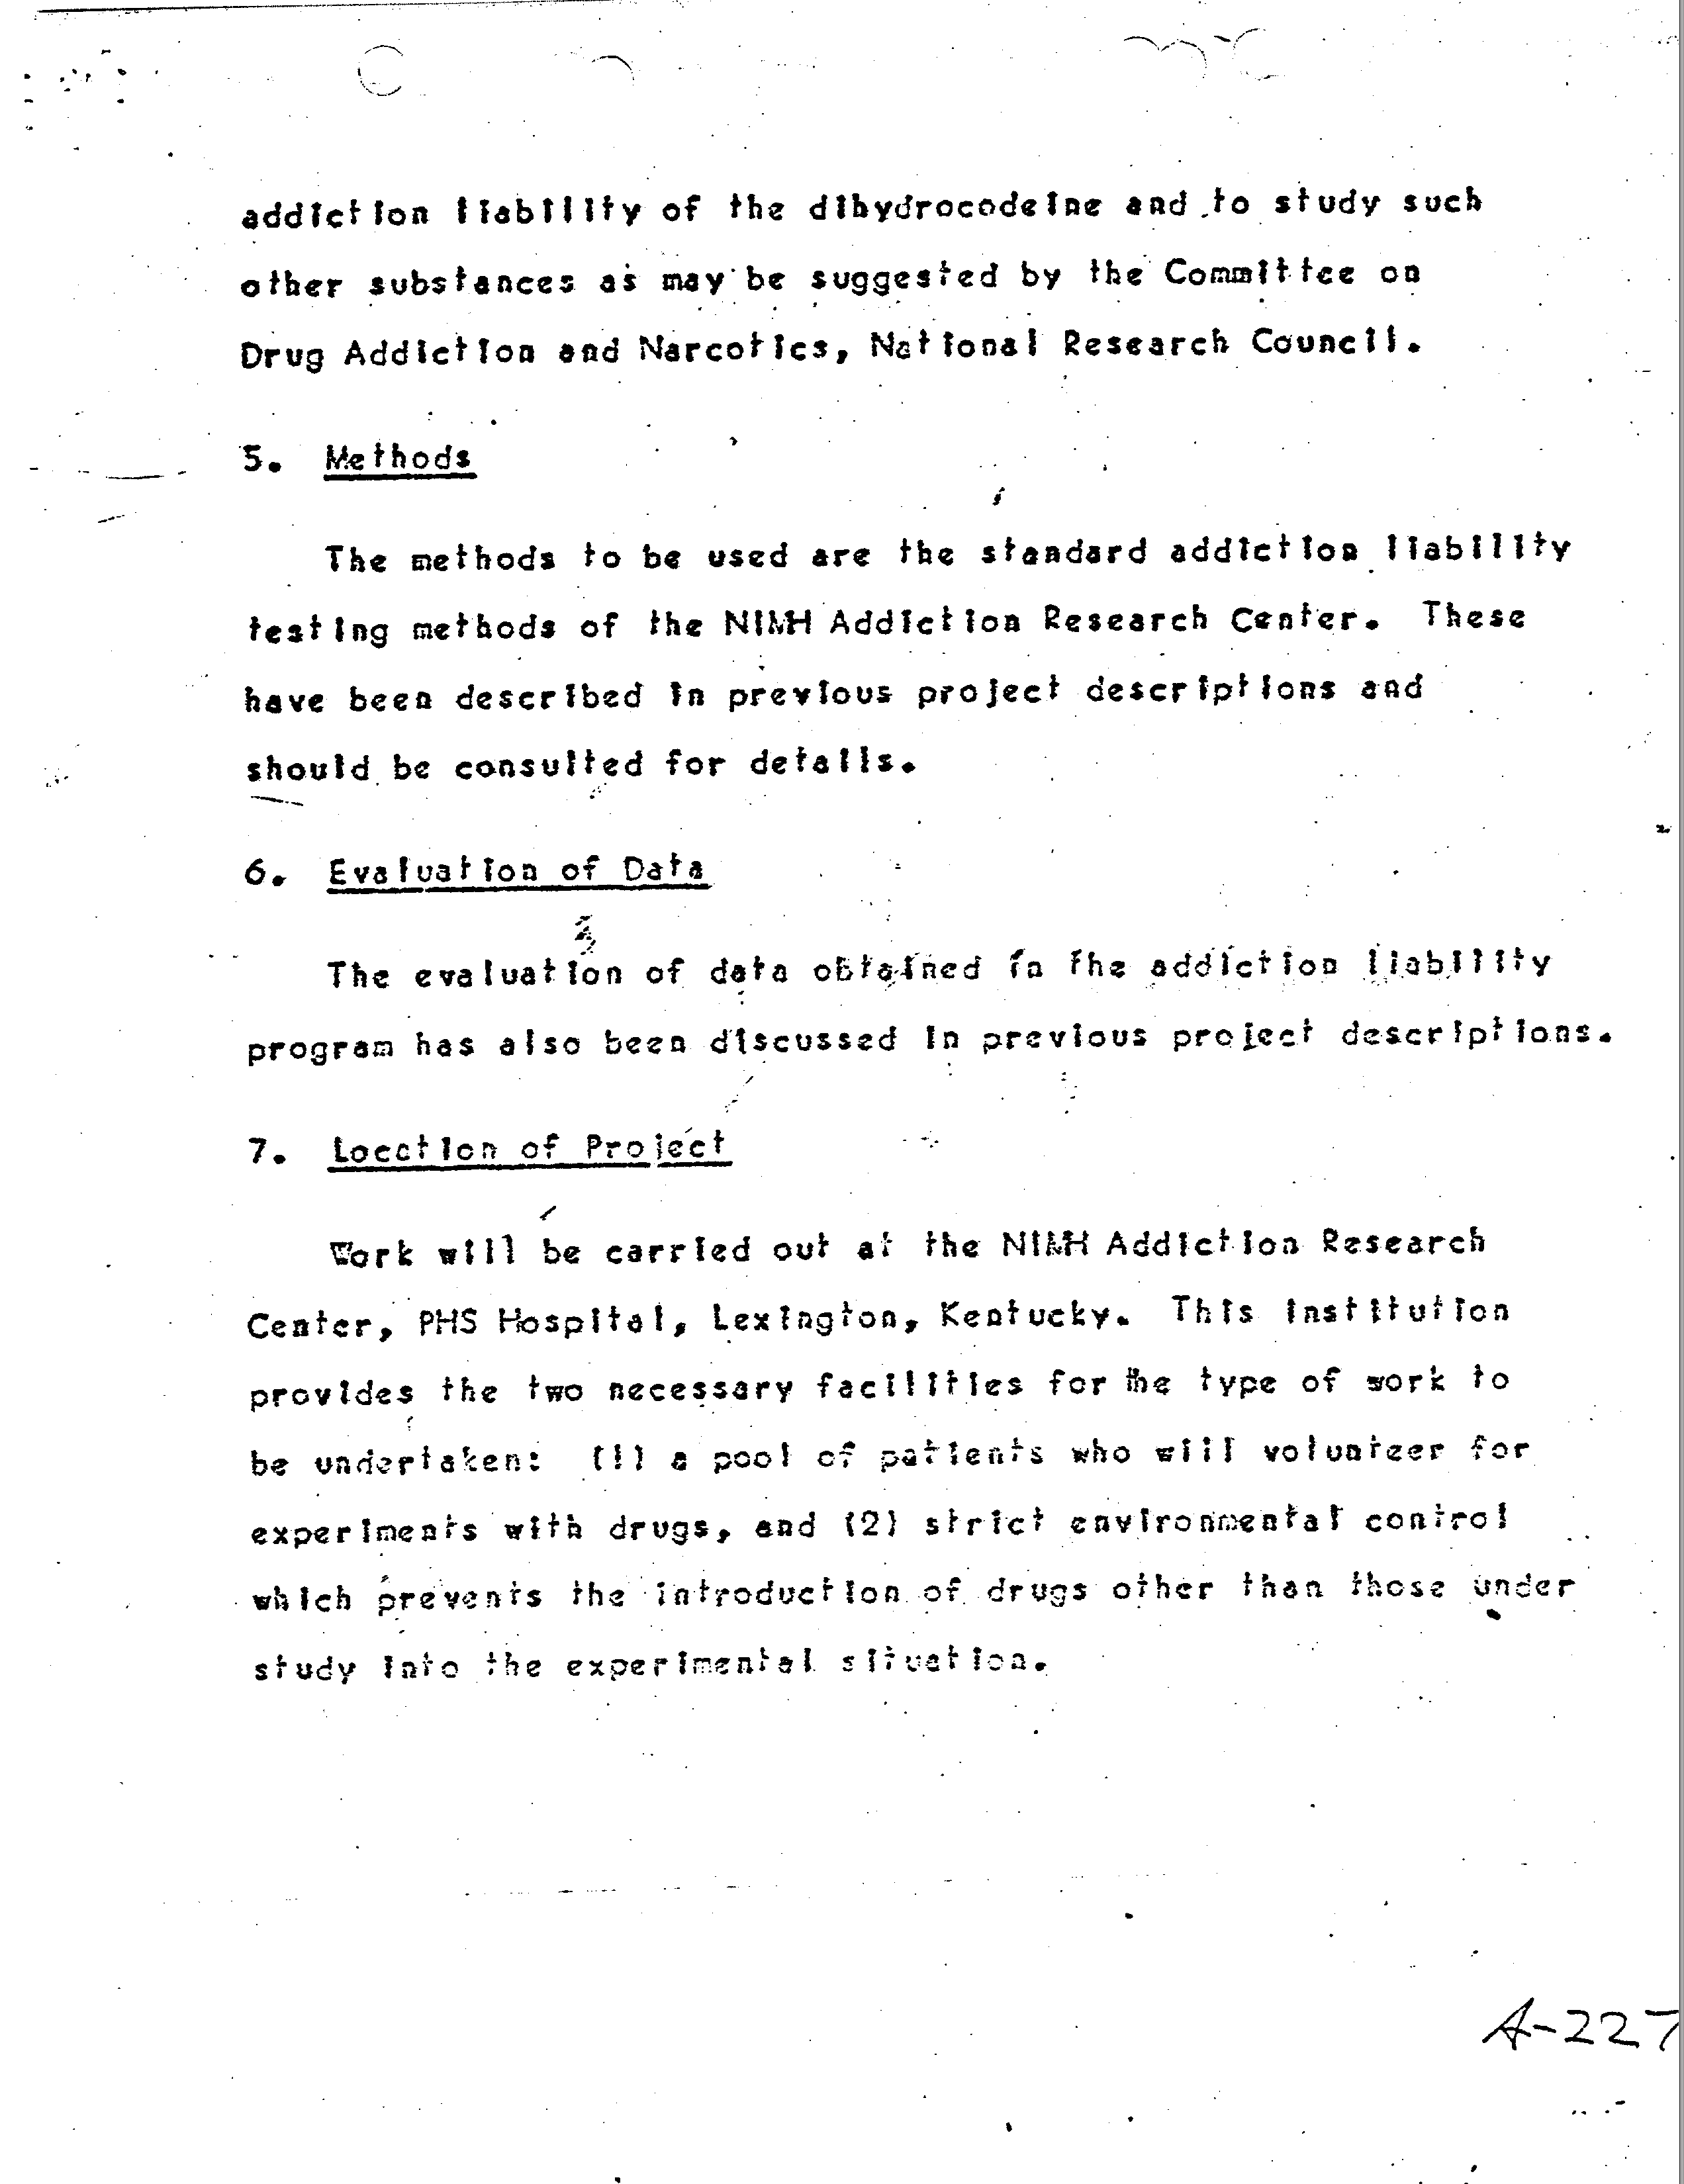 addiction liability of the dihydrocodeine and to study such
other substances as may be suggested by the Committee on
Drug Addiction and Narcotics, National Research Council.
5. Methods
The methods to be used are the standard addiction liability
testing methods of the NIMH Addiction Research Center. These
have been described in previous project descriptions and
should be consulted for details.
6. Evaluation of Data
The evaluation of data obtained in the addiction liability
program has also been discussed in previous project descriptions.
7. Location of Project
Work will be carried out at the NIMH Addiction Research
Center, PHS Hospital, Lexington, Kentucky. This institution
provides the two necessary facilities for the type of work to
be undertaken: (1) a pool of patients who will volunteer for
experiments with drugs, and (2) strict environmental control
which prevents the introduction of drugs other than those under
study into the experimental situation.
A-227